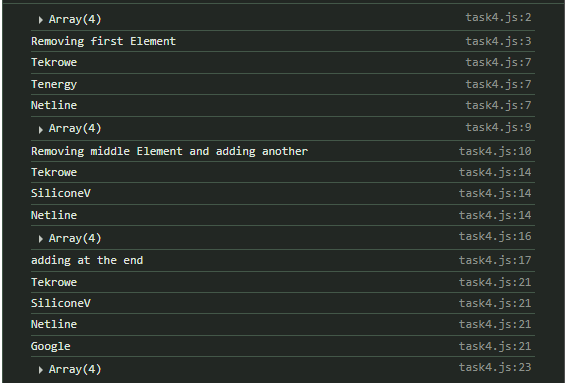 Array(4) task4.js:2
Removing first Element task4.js:3
Tekrowe task4.js:7
Tenergy task4.js:7
Netline task4.js:7
Array(4) task4.js:9
Removing middle Element and adding another task4.js:10
Tekrowe task4.js:14
SiliconeV task4.js:14
Netline task4.js:14
Array(4) task4.js:16
adding at the end task4.js:17
Tekrowe task4.js:21
SiliconeV task4.js:21
Netline task4.js:21
Google task4.js:21
Array(4) task4.js:23